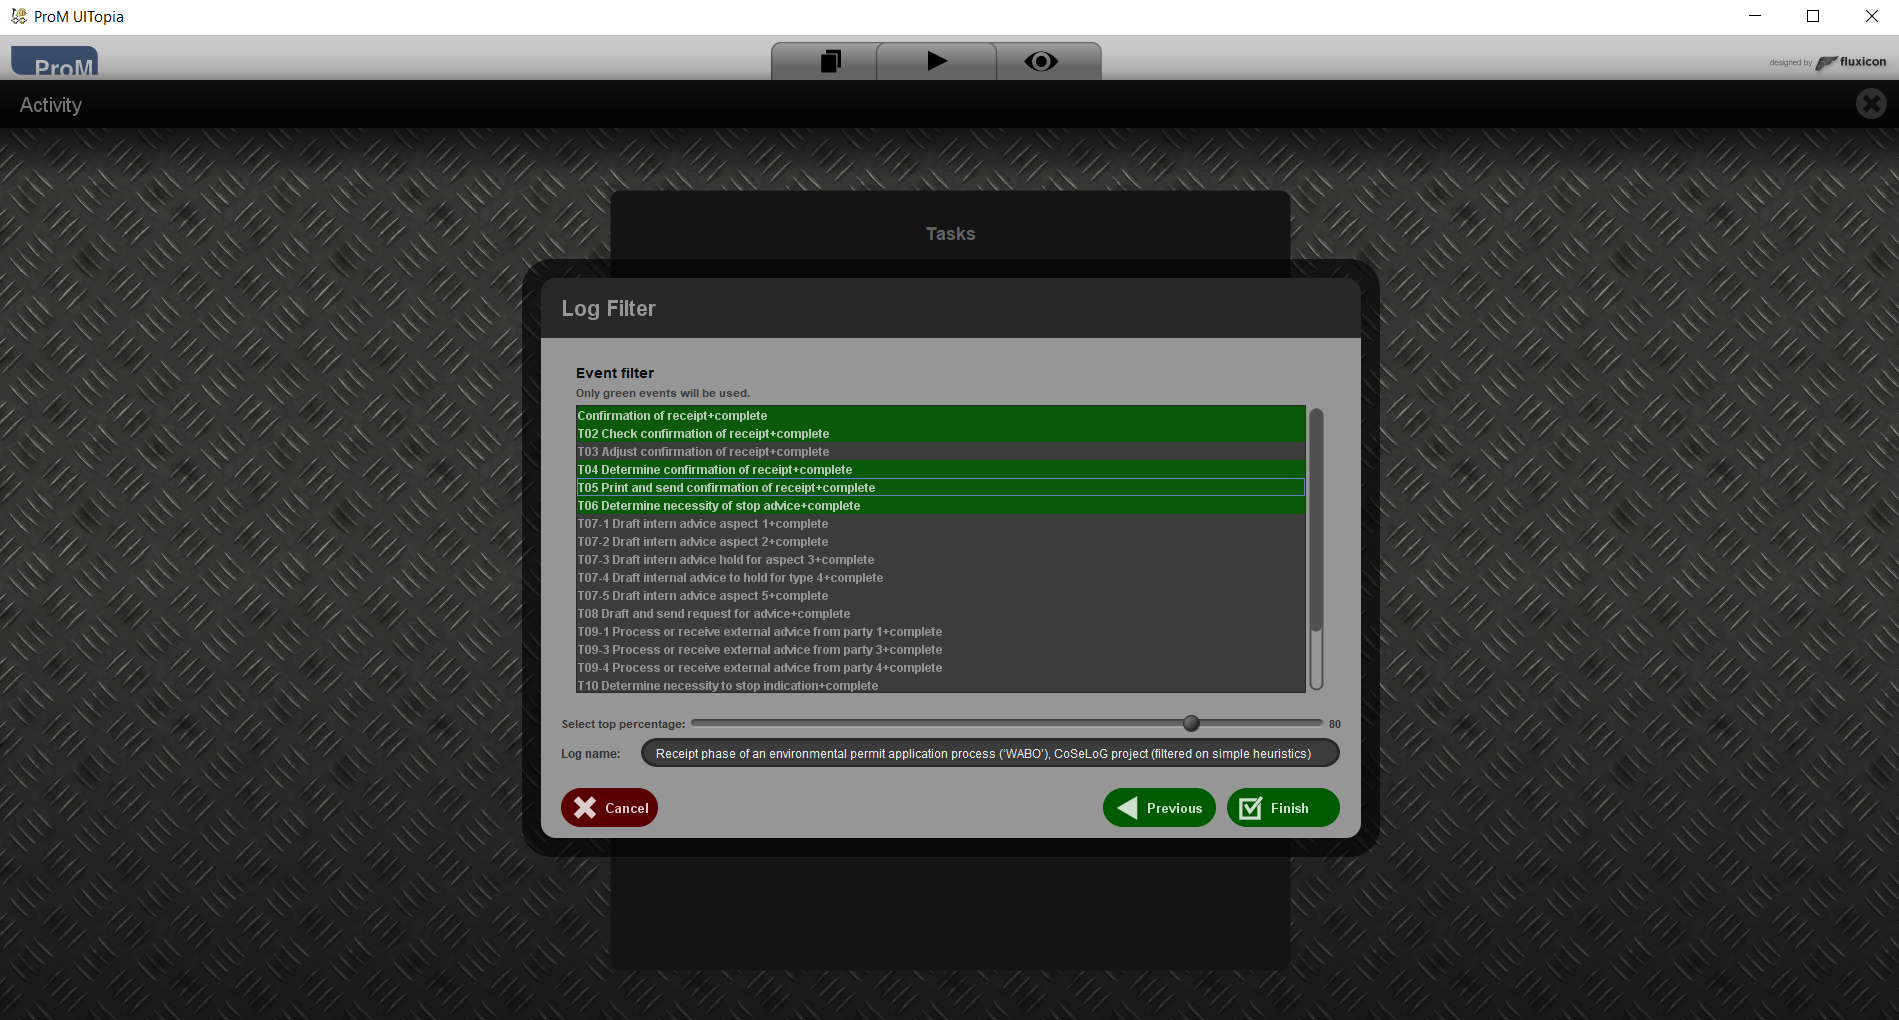 ProM UITopia
ProM
designed by fluxicon
Activity
Tasks
Log Filter
Event filter
Only green events will be used.
Confirmation of receipt+complete
T02 Check confirmation of receipt+complete
T03 Adjust confirmation of receipt+complete
T04 Determine confirmation of receipt+complete
T05 Print and send confirmation of receipt+complete
T06 Determine necessity of stop advice+complete
T07-1 Draft intern advice aspect 1+complete
T07-2 Draft intern advice aspect 2+complete
T07-3 Draft intern advice hold for aspect 3+complete
T07-4 Draft internal advice to hold for type 4+complete
T07-5 Draft intern advice aspect 5+complete
T08 Draft and send request for advice+complete
T09-1 Process or receive external advice from party 1+complete
T09-3 Process or receive external advice from party 3+complete
T09-4 Process or receive external advice from party 4+complete
T10 Determine necessity to stop indication+complete
Select top percentage: 80
Log name: Receipt phase of an environmental permit application process (‘WABO’), CoSeLoG project (filtered on simple heuristics)
Cancel Previous Finish